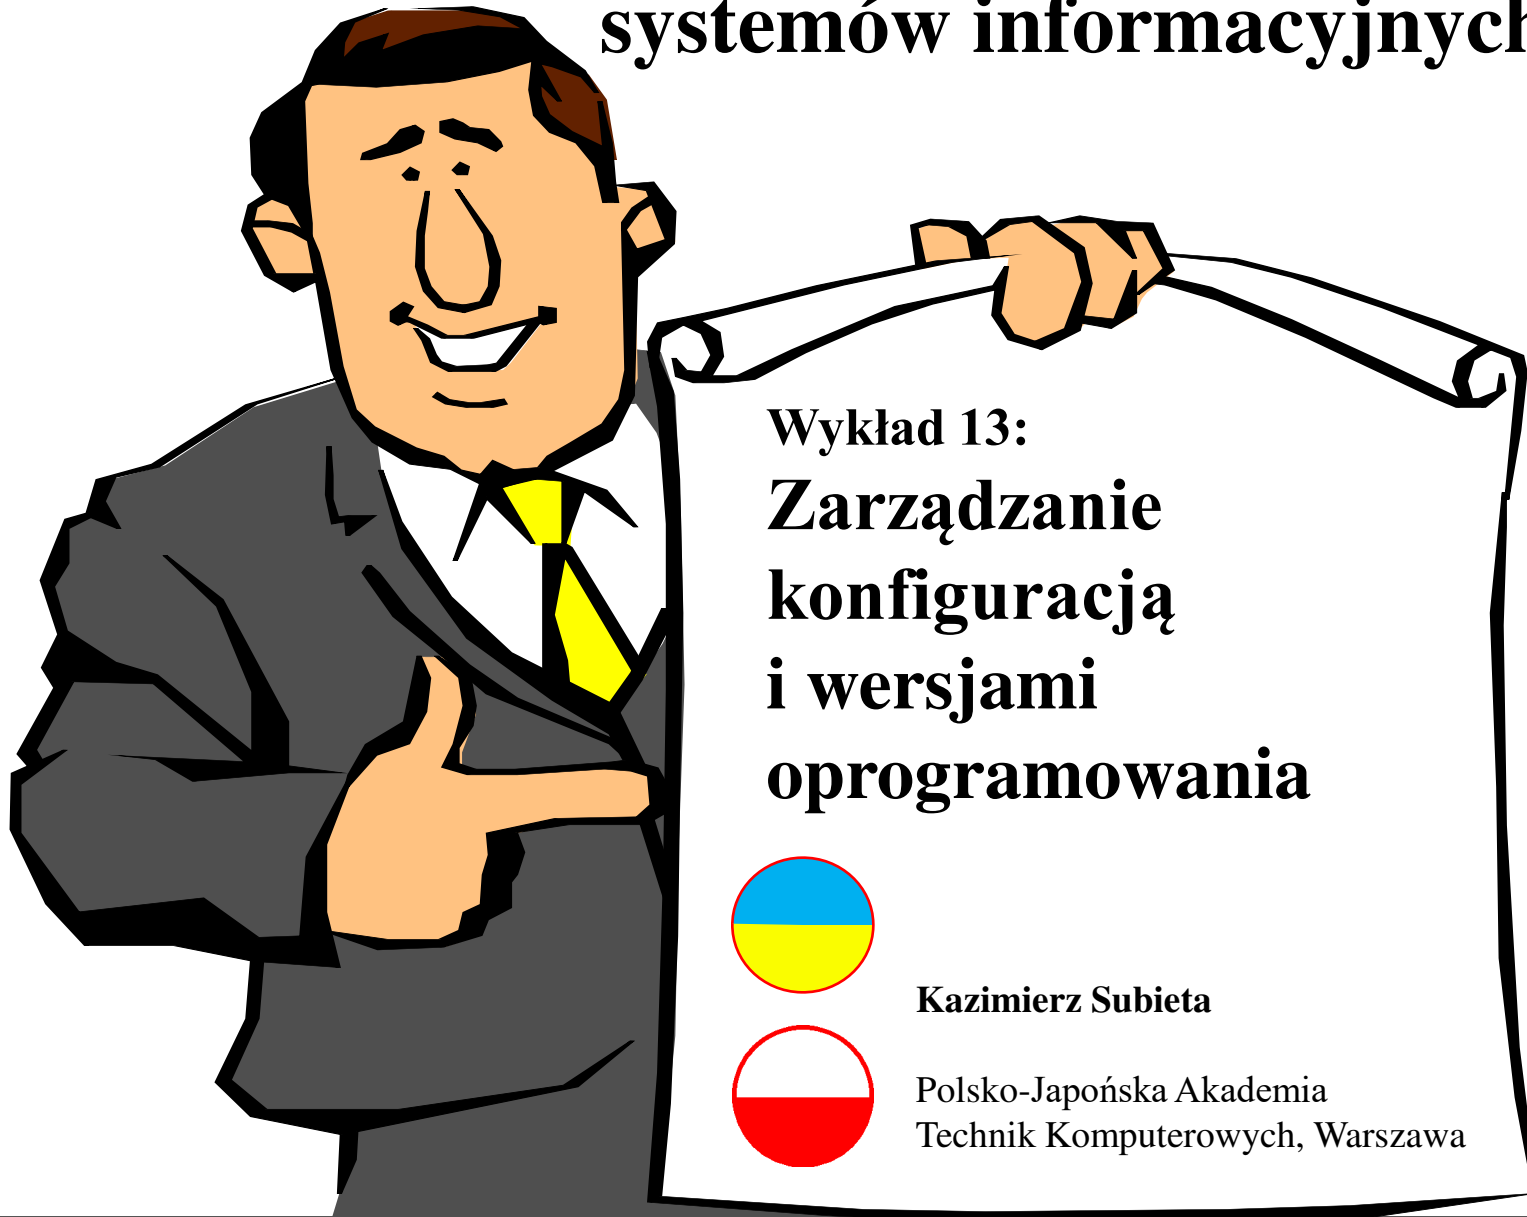 systemów informacyjnych
Wykład 13:
Zarządzanie
konfiguracją
i wersjami
oprogramowania
Kazimierz Subieta
Polsko-Japońska Akademia
Technik Komputerowych, Warszawa